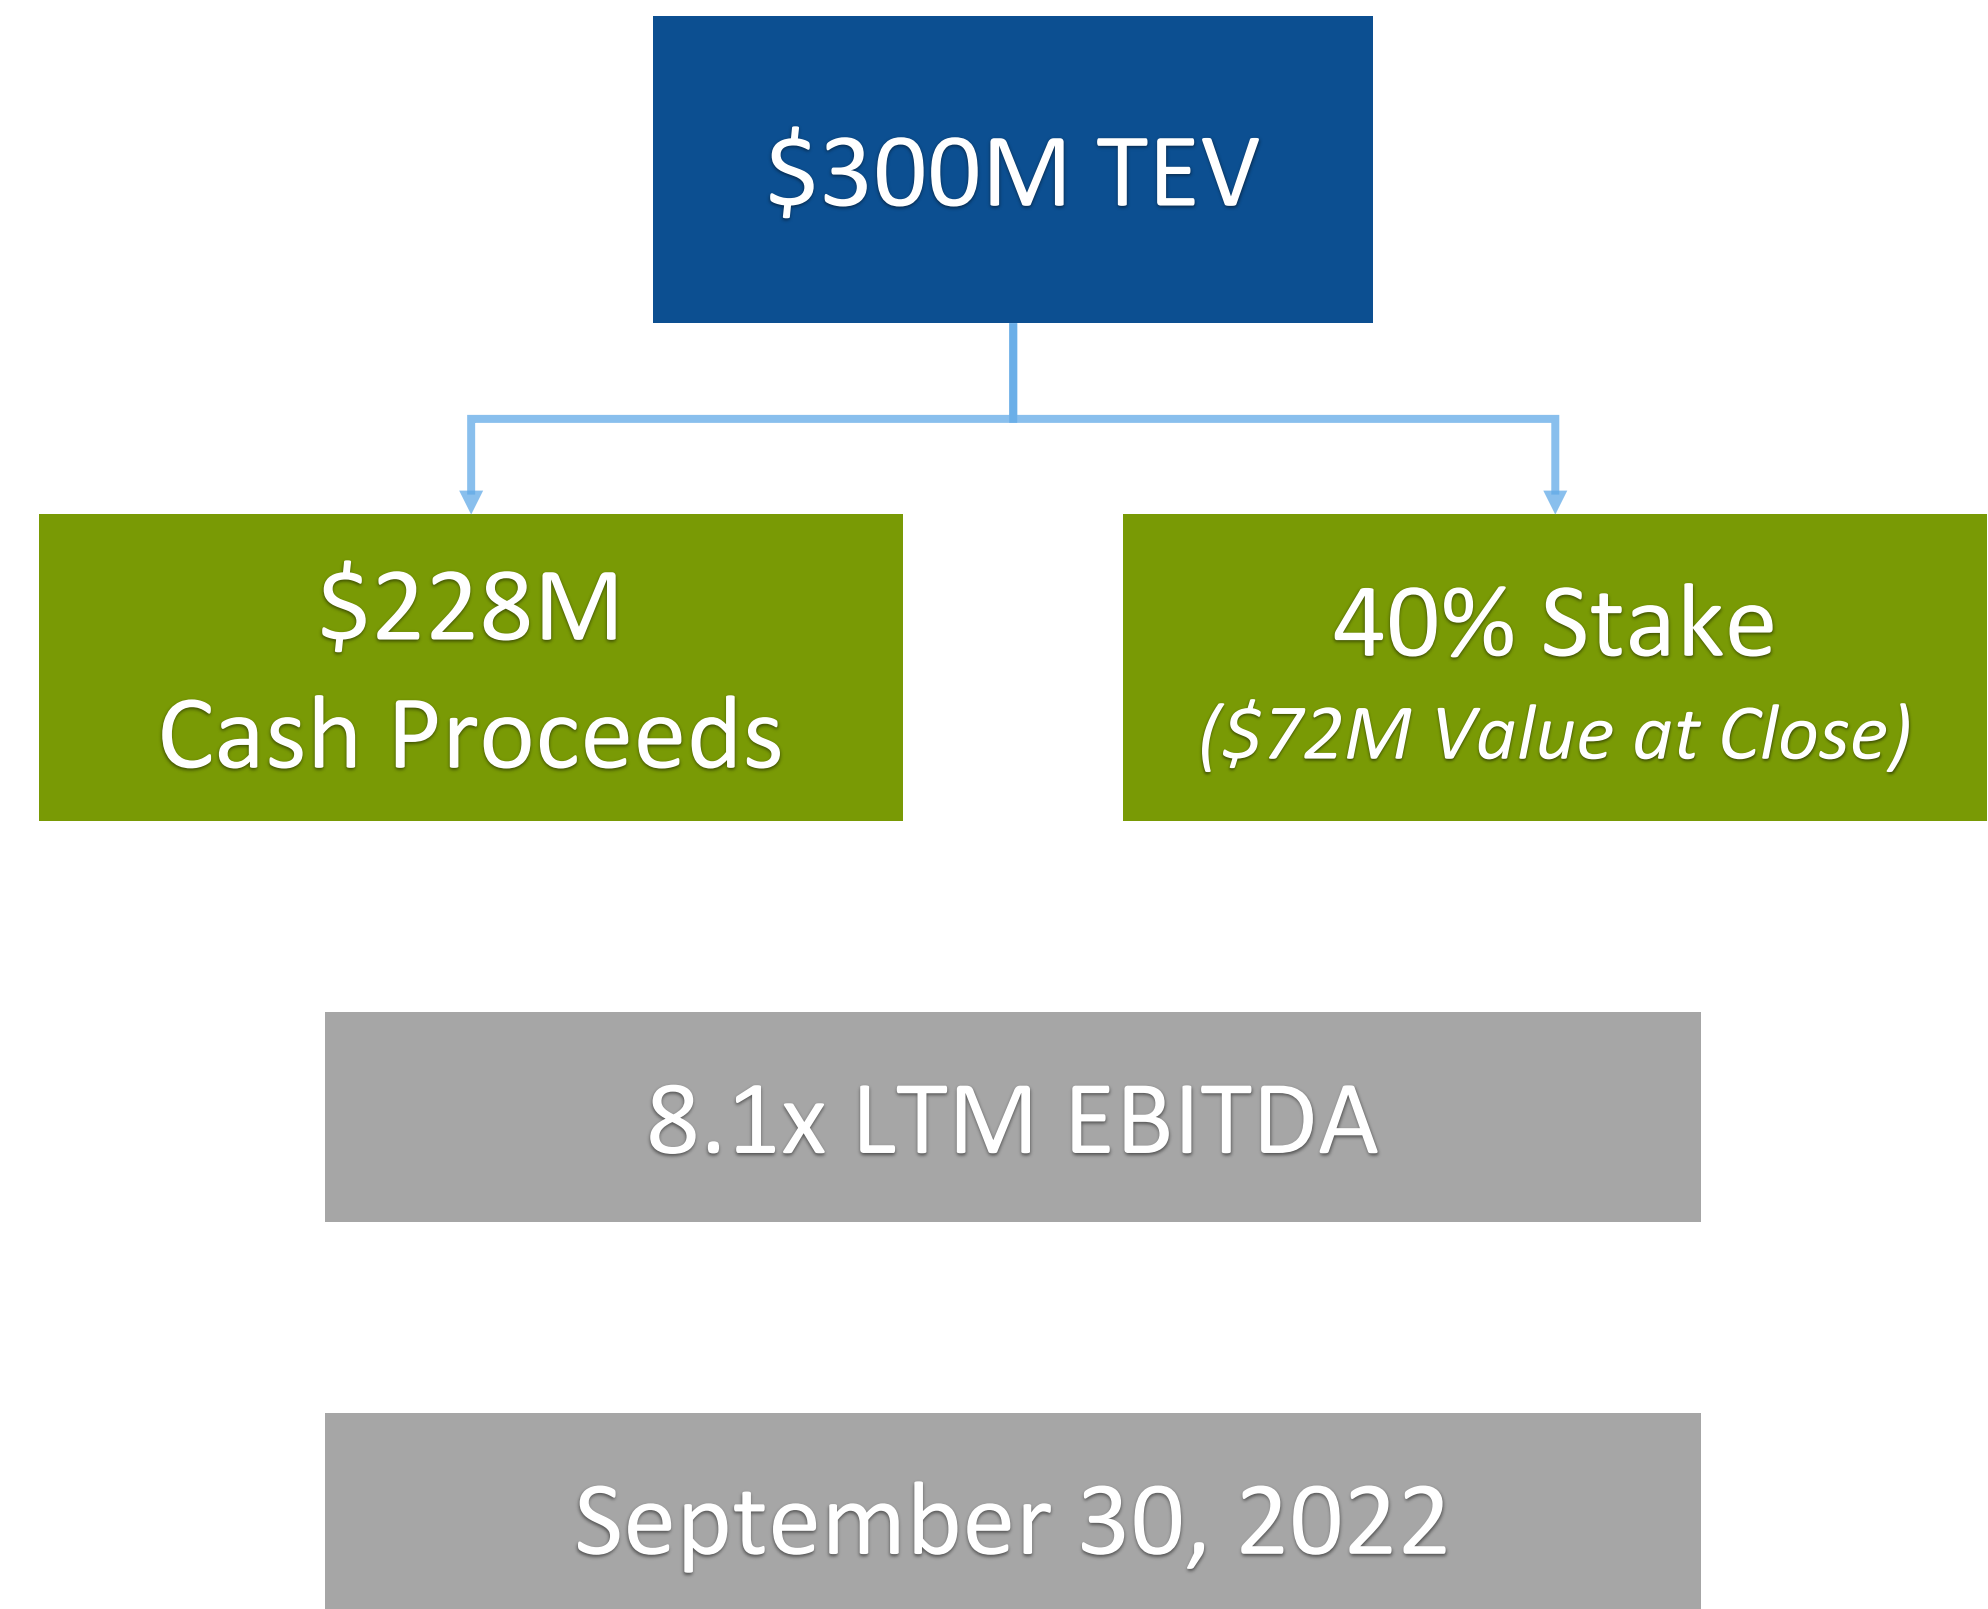 $300M TEV
$228M
Cash Proceeds
40% Stake
($72M Value at Close)
8.1x LTM EBITDA
September 30, 2022